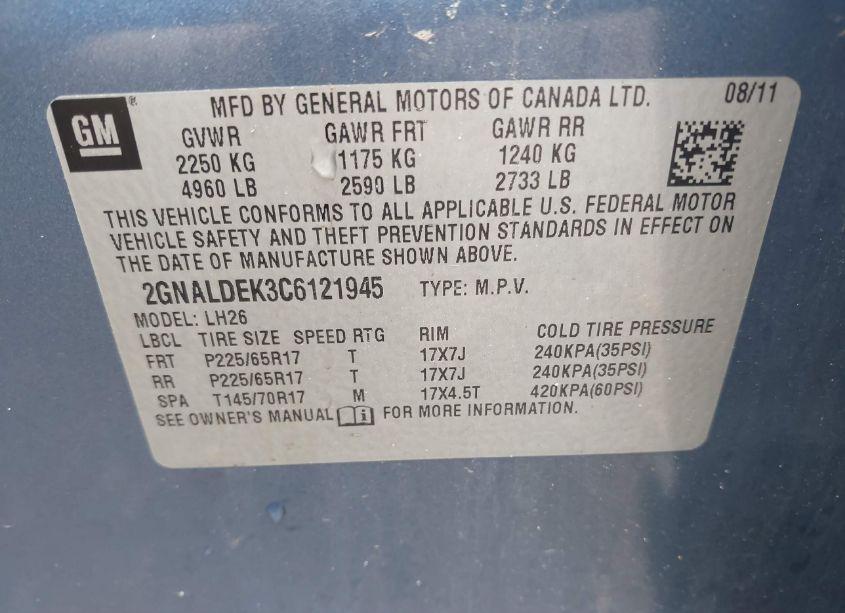 GM®
MFD BY GENERAL MOTORS OF CANADA LTD. 08/11
GVWR GAWR FRT GAWR RR
2250 KG 1175 KG 1240 KG
4960 LB 2590 LB 2733 LB
THIS VEHICLE CONFORMS TO ALL APPLICABLE U.S. FEDERAL MOTOR
VEHICLE SAFETY AND THEFT PREVENTION STANDARDS IN EFFECT ON
THE DATE OF MANUFACTURE SHOWN ABOVE.
2GNALDEK3C6121945 TYPE: M.P.V.
MODEL: LH26
LBCL TIRE SIZE SPEED RTG RIM COLD TIRE PRESSURE
FRT P225/65R17 T 17X7J 240KPA(35PSI)
RR P225/65R17 T 17X7J 240KPA(35PSI)
SPA T145/70R17 M 17X4.5T 420KPA(60PSI)
SEE OWNER'S MANUAL i FOR MORE INFORMATION.